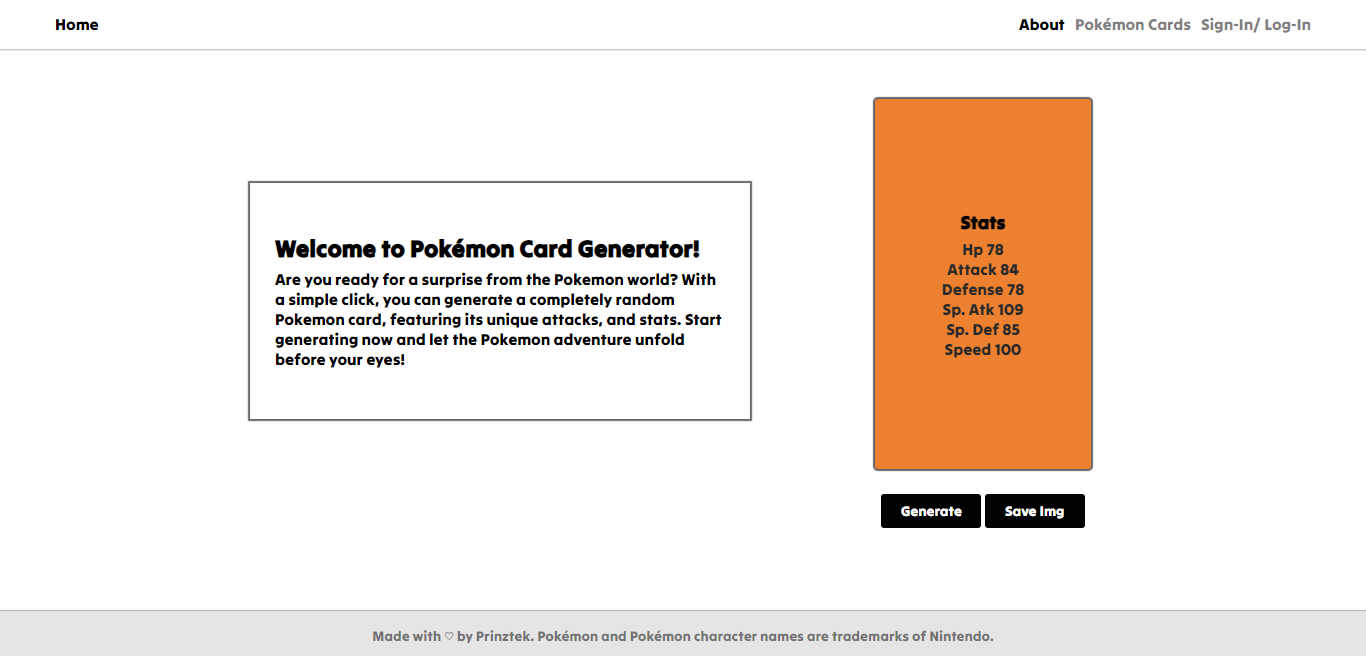 Home
About Pokémon Cards Sign-In/ Log-In
Welcome to Pokémon Card Generator!
Are you ready for a surprise from the Pokemon world? With
a simple click, you can generate a completely random
Pokemon card, featuring its unique attacks, and stats. Start
generating now and let the Pokemon adventure unfold
before your eyes!
Stats
Hp 78
Attack 84
Defense 78
Sp. Atk 109
Sp. Def 85
Speed 100
Generate Save Img
Made with ♡ by Prinztek. Pokémon and Pokémon character names are trademarks of Nintendo.